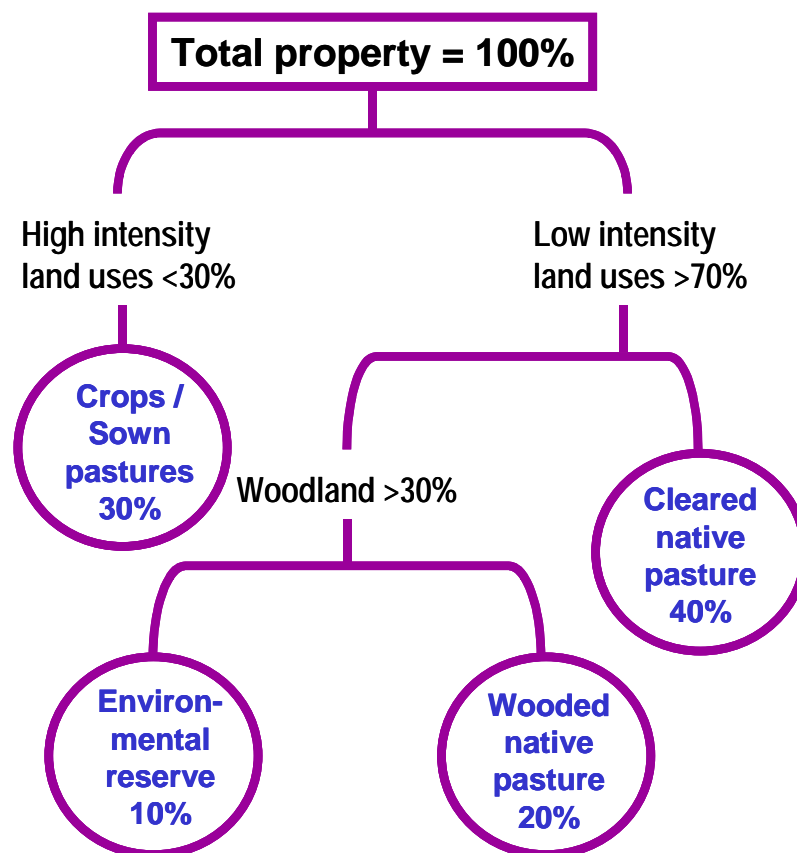 Total property = 100%
High intensity
land uses <30%
Low intensity
land uses >70%
Crops /
Sown
pastures
30%
Woodland >30%
Cleared
native
pasture
40%
Environ-
mental
reserve
10%
Wooded
native
pasture
20%